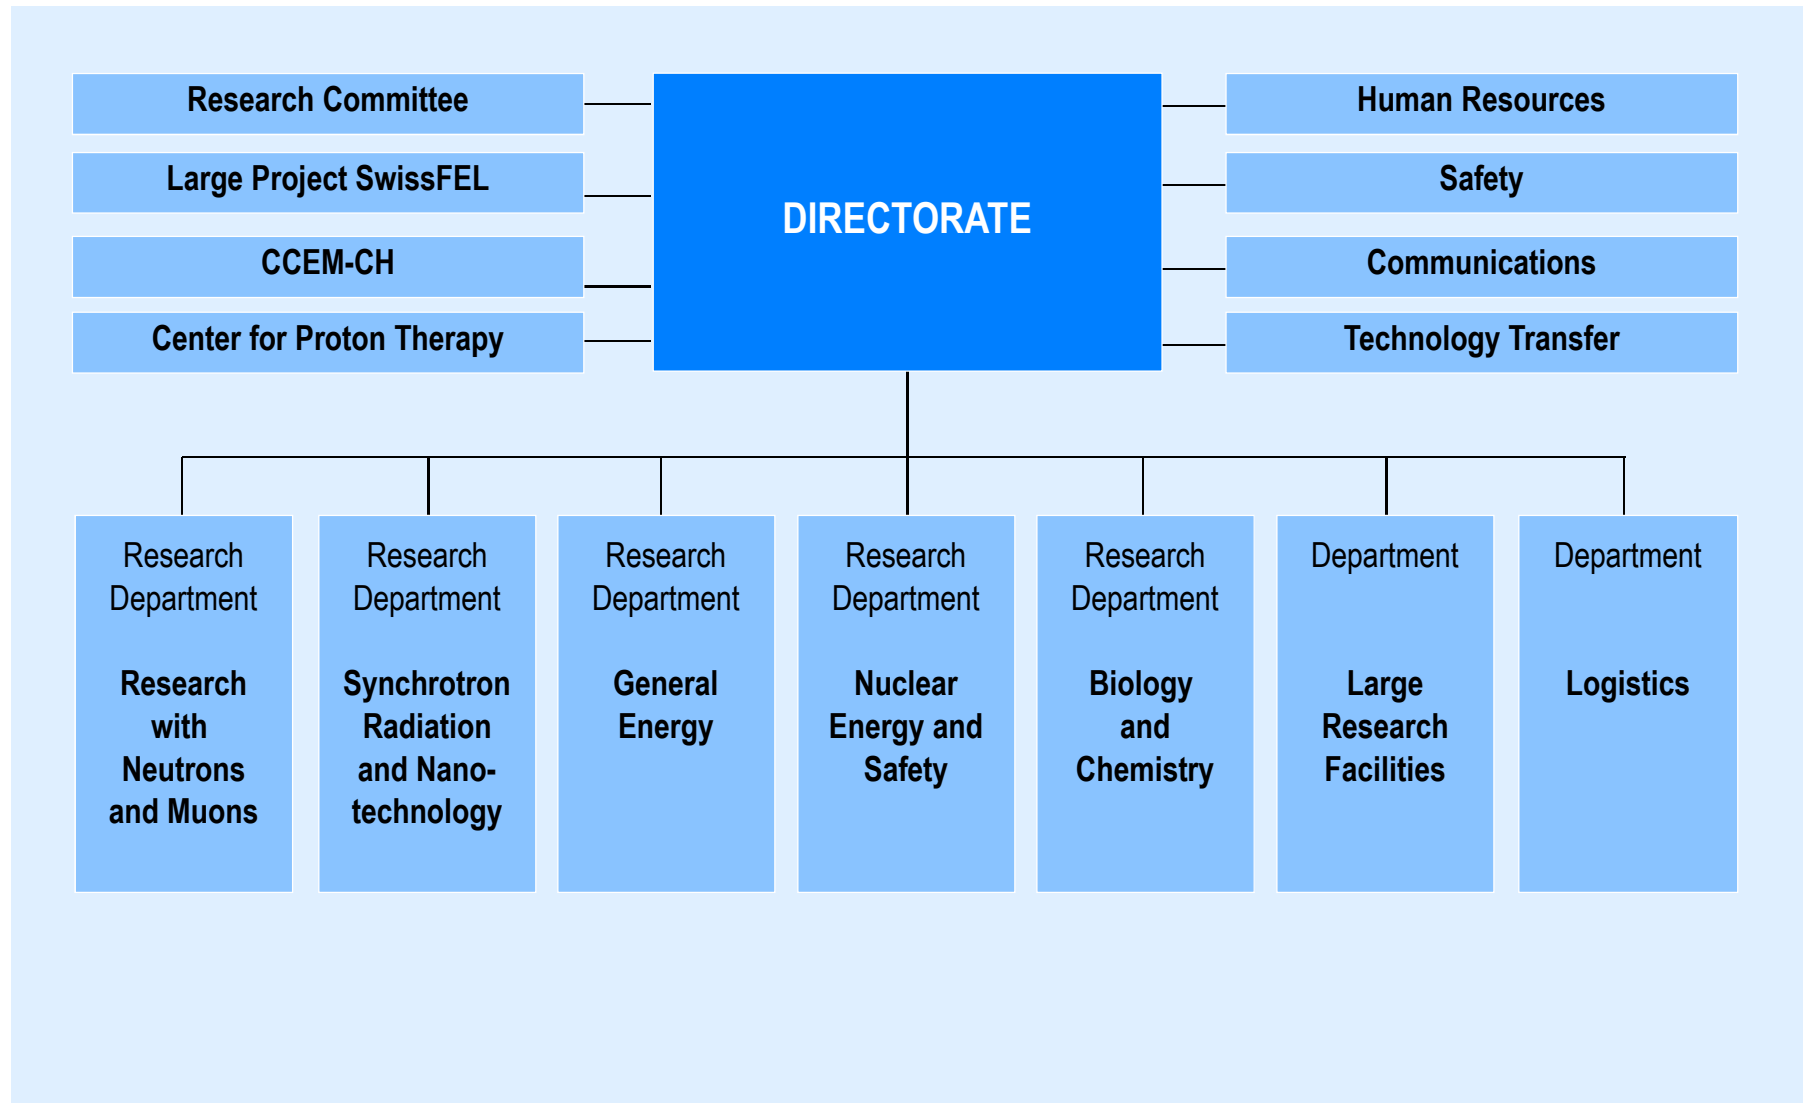 Research Committee
Large Project SwissFEL
CCEM-CH
Center for Proton Therapy
DIRECTORATE
Human Resources
Safety
Communications
Technology Transfer
Research
Department
Research
with
Neutrons
and Muons
Research
Department
Synchrotron
Radiation
and Nano-
technology
Research
Department
General
Energy
Research
Department
Nuclear
Energy and
Safety
Research
Department
Biology
and
Chemistry
Department
Large
Research
Facilities
Department
Logistics